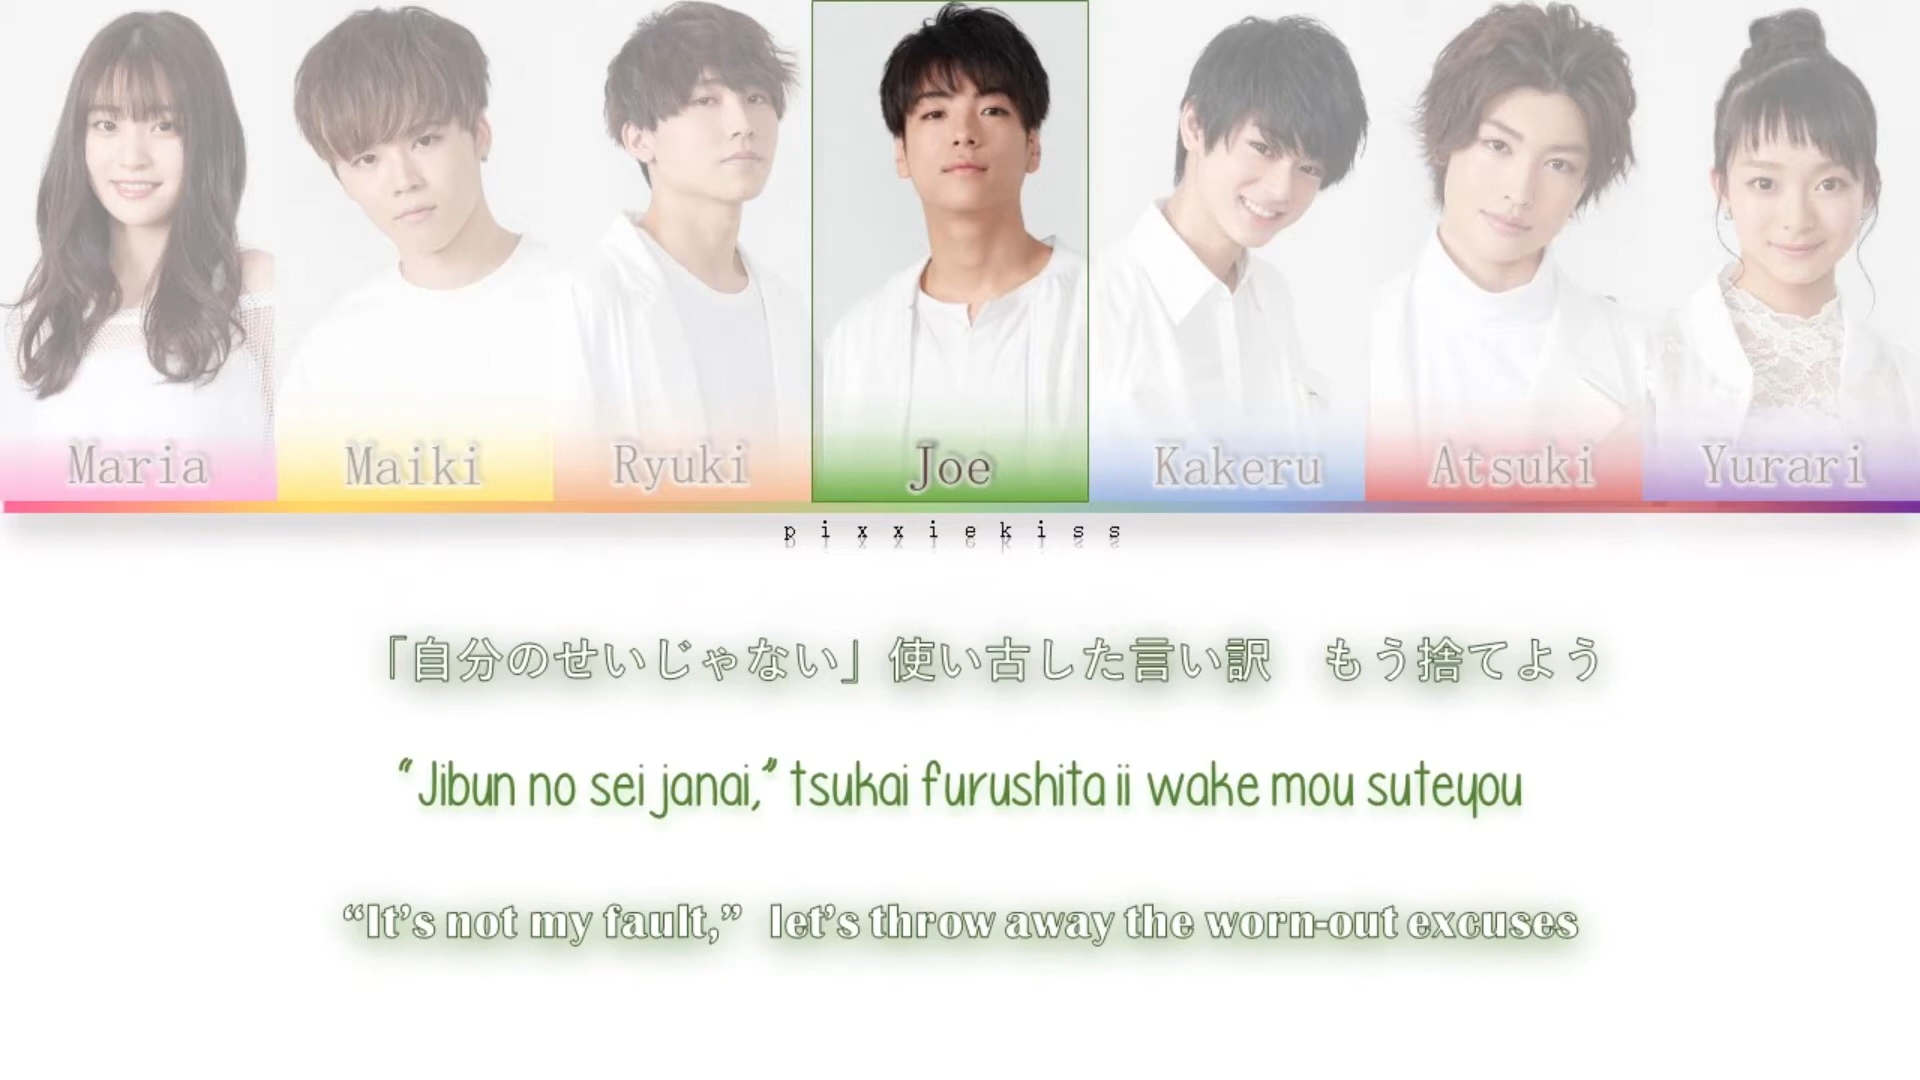 Maria Maiki Ryuki Joe Kakeru Atsuki Yurari
pixxiekiss
「自分のせいじゃない」使い古した言い訳　もう捨てよう
“Jibun no sei janai,” tsukai furushita ii wake mou suteyou
“It’s not my fault,” let’s throw away the worn-out excuses